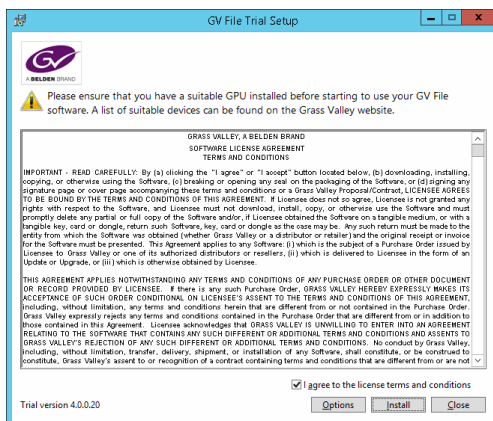 GV File Trial Setup
GV
A BELDEN BRAND
Please ensure that you have a suitable GPU installed before starting to use your GV File
software. A list of suitable devices can be found on the Grass Valley website.
GRASS VALLEY, A BELDEN BRAND
SOFTWARE LICENSE AGREEMENT
TERMS AND CONDITIONS
IMPORTANT - READ CAREFULLY: By (a) clicking the "I agree" or "I accept" button located below, (b) downloading, installing,
copying, or otherwise using the Software, (c) breaking or opening any seal on the packaging of the Software, or (d) signing any
signature page or cover page accompanying these terms and conditions or a Grass Valley Proposal/Contract, LICENSEE AGREES
TO BE BOUND BY THE TERMS AND CONDITIONS OF THIS AGREEMENT. If Licensee does not so agree, Licensee is not granted any
rights with respect to the Software, and Licensee must not download, install, copy, or otherwise use the Software and must
promptly delete any partial or full copy of the Software and/or, if Licensee obtained the Software on a tangible medium, or with a
tangible key, card or dongle, return such Software, key, card or dongle as the case may be. Any such return must be made to the
entity from which the Software was obtained (whether Grass Valley or a distributor or retailer) and the original receipt or invoice
for the Software must be presented. This Agreement applies to any Software: (i) which is the subject of a Purchase Order issued by
Licensee to Grass Valley or one of its authorized distributors or resellers, (ii) which is delivered to Licensee in the form of an
Update or Upgrade, or (iii) which is otherwise obtained by Licensee.
THIS AGREEMENT APPLIES NOTWITHSTANDING ANY TERMS AND CONDITIONS OF ANY PURCHASE ORDER OR OTHER DOCUMENT
OR RECORD PROVIDED BY LICENSEE. If there is any such Purchase Order, GRASS VALLEY HEREBY EXPRESSLY MAKES ITS
ACCEPTANCE OF SUCH ORDER CONDITIONAL ON LICENSEE'S ASSENT TO THE TERMS AND CONDITIONS OF THIS AGREEMENT,
including, without limitation, any terms and conditions herein that are different from or not contained in the Purchase Order.
Grass Valley expressly rejects any terms and conditions contained in the Purchase Order that are different from or in addition to
those contained in this Agreement. Licensee acknowledges that GRASS VALLEY IS UNWILLING TO ENTER INTO AN AGREEMENT
RELATING TO THE SOFTWARE THAT CONTAINS ANY DIFFERENT OR ADDITIONAL TERMS AND CONDITIONS AND ASSENTS TO
GRASS VALLEY'S REJECTION OF ANY SUCH DIFFERENT OR ADDITIONAL TERMS AND CONDITIONS. No conduct by Grass Valley,
including, without limitation, transfer, delivery, shipment, or installation of any Software, shall constitute, or be construed to
constitute, Grass Valley's assent to or recognition of a contract containing terms and conditions that are different from or are not
I agree to the license terms and conditions
Trial version 4.0.0.20
Options
Install
Close